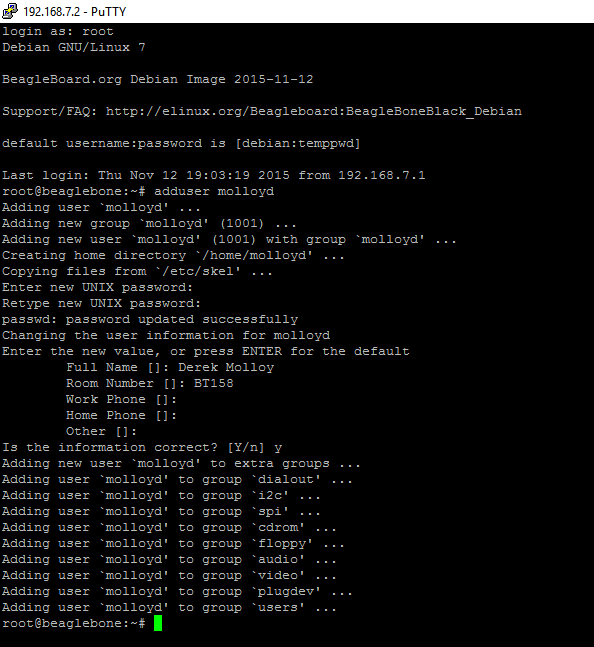 192.168.7.2 - PuTTY
login as: root
Debian GNU/Linux 7
BeagleBoard.org Debian Image 2015-11-12
Support/FAQ: http://elinux.org/Beagleboard:BeagleBoneBlack_Debian
default username:password is [debian:temppwd]
Last login: Thu Nov 12 19:03:19 2015 from 192.168.7.1
root@beaglebone:~# adduser molloyd
Adding user `molloyd' ...
Adding new group `molloyd' (1001) ...
Adding new user `molloyd' (1001) with group `molloyd' ...
Creating home directory `/home/molloyd' ...
Copying files from `/etc/skel' ...
Enter new UNIX password:
Retype new UNIX password:
passwd: password updated successfully
Changing the user information for molloyd
Enter the new value, or press ENTER for the default
        Full Name []: Derek Molloy
        Room Number []: BT158
        Work Phone []:
        Home Phone []:
        Other []:
Is the information correct? [Y/n] y
Adding new user `molloyd' to extra groups ...
Adding user `molloyd' to group `dialout' ...
Adding user `molloyd' to group `i2c' ...
Adding user `molloyd' to group `spi' ...
Adding user `molloyd' to group `cdrom' ...
Adding user `molloyd' to group `floppy' ...
Adding user `molloyd' to group `audio' ...
Adding user `molloyd' to group `video' ...
Adding user `molloyd' to group `plugdev' ...
Adding user `molloyd' to group `users' ...
root@beaglebone:~#